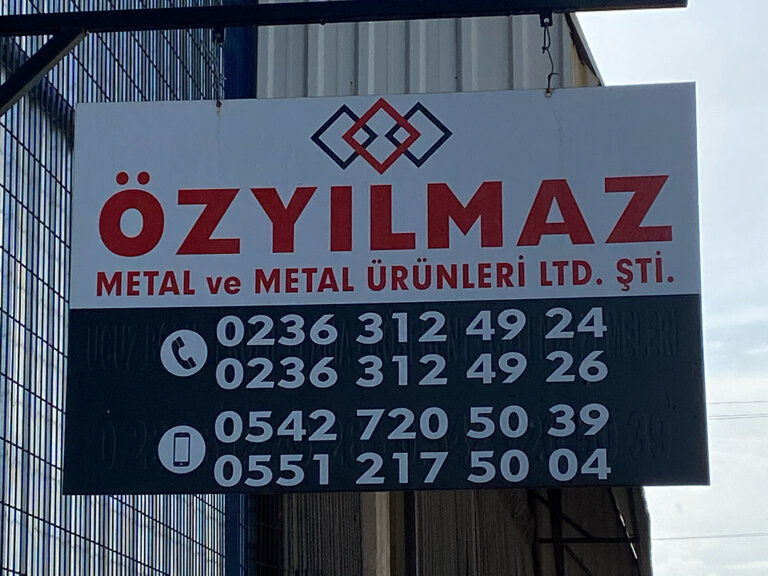 ÖZYILMAZ
METAL ve METAL ÜRÜNLERİ LTD. ŞTİ.
0236 312 49 24
0236 312 49 26
0542 720 50 39
0551 217 50 04